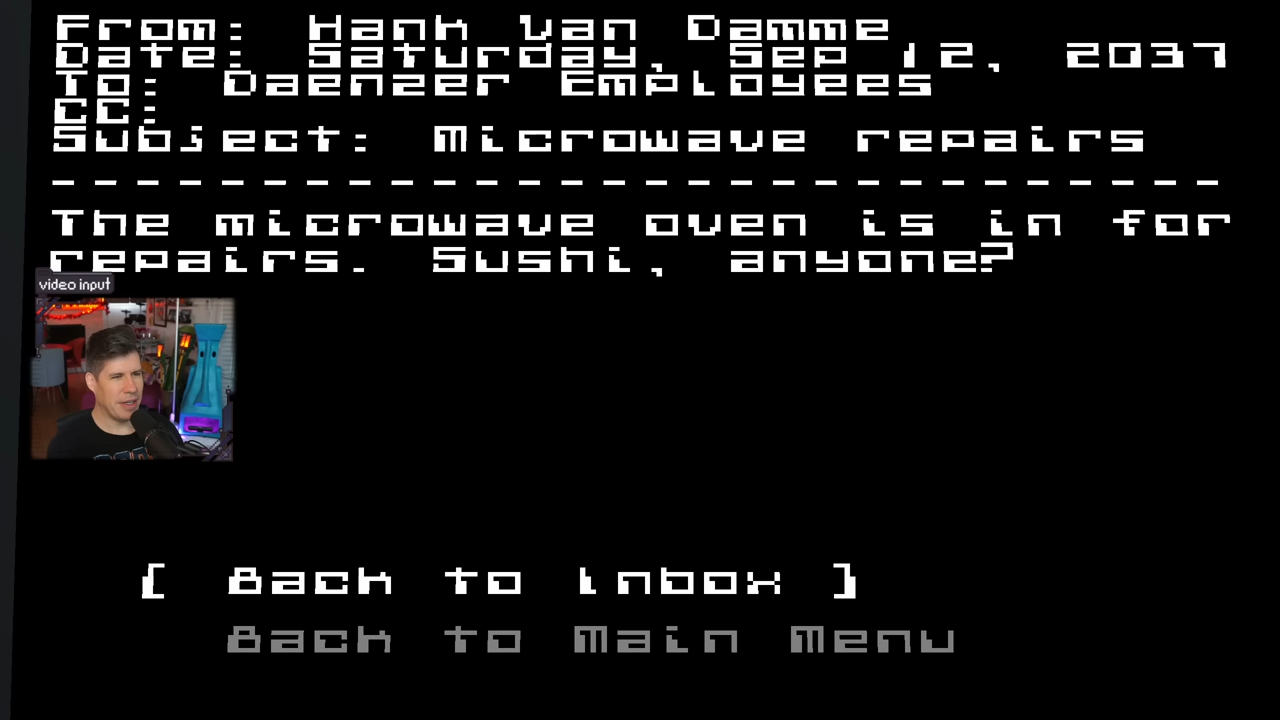 From: Hank Van Damme
Date: Saturday, Sep 12, 2037
To: Daenzer Employees
CC:
Subject: Microwave repairs
----------------------------
The microwave oven is in for
repairs. Sushi, anyone?
video input
[ Back to Inbox ]
Back to Main Menu